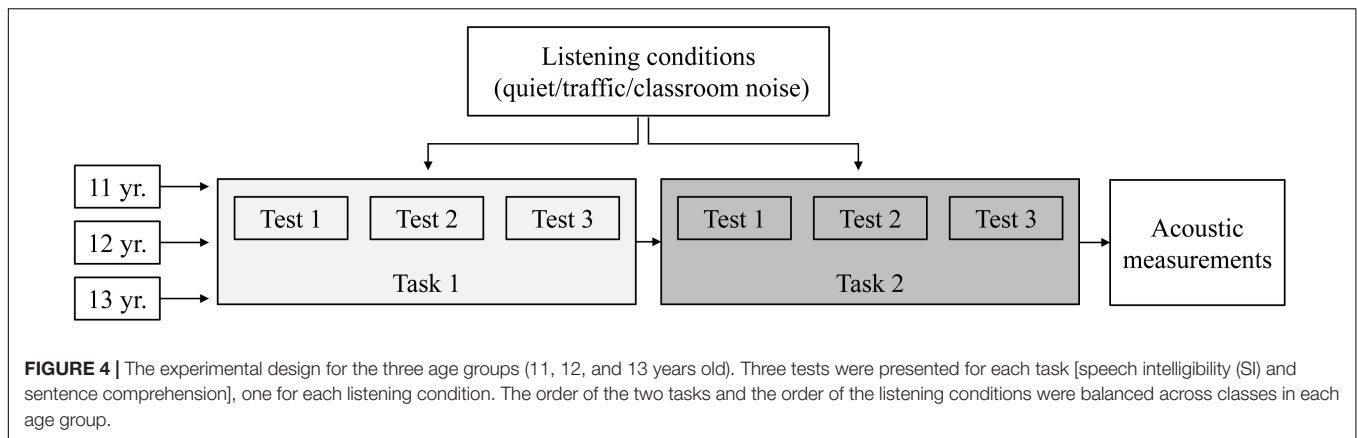 Listening conditions
(quiet/traffic/classroom noise)
11 yr.
12 yr.
13 yr.
Test 1
Test 2
Test 3
Task 1
Test 1
Test 2
Test 3
Task 2
Acoustic
measurements
FIGURE 4 | The experimental design for the three age groups (11, 12, and 13 years old). Three tests were presented for each task [speech intelligibility (SI) and
sentence comprehension], one for each listening condition. The order of the two tasks and the order of the listening conditions were balanced across classes in each
age group.